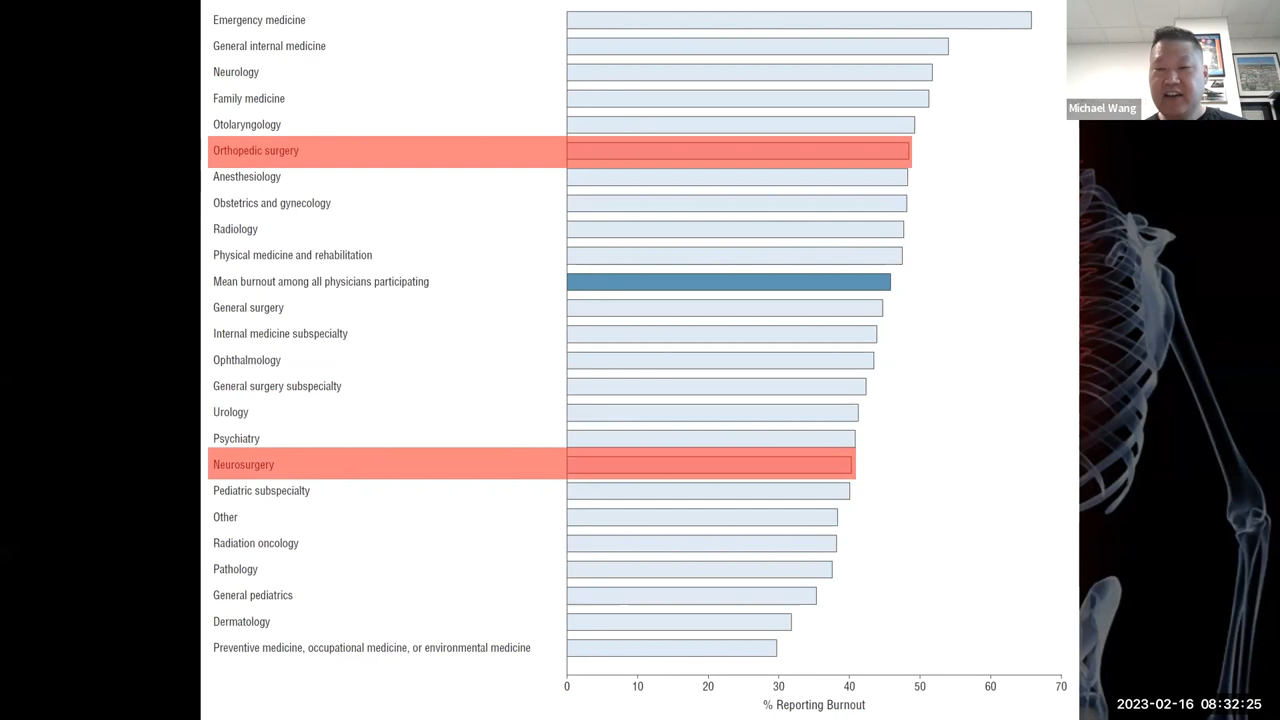 Emergency medicine
General internal medicine
Neurology
Family medicine
Otolaryngology
Orthopedic surgery
Anesthesiology
Obstetrics and gynecology
Radiology
Physical medicine and rehabilitation
Mean burnout among all physicians participating
General surgery
Internal medicine subspecialty
Ophthalmology
General surgery subspecialty
Urology
Psychiatry
Neurosurgery
Pediatric subspecialty
Other
Radiation oncology
Pathology
General pediatrics
Dermatology
Preventive medicine, occupational medicine, or environmental medicine
0 10 20 30 40 50 60 70
% Reporting Burnout
Michael Wang
2023-02-16 08:32:25